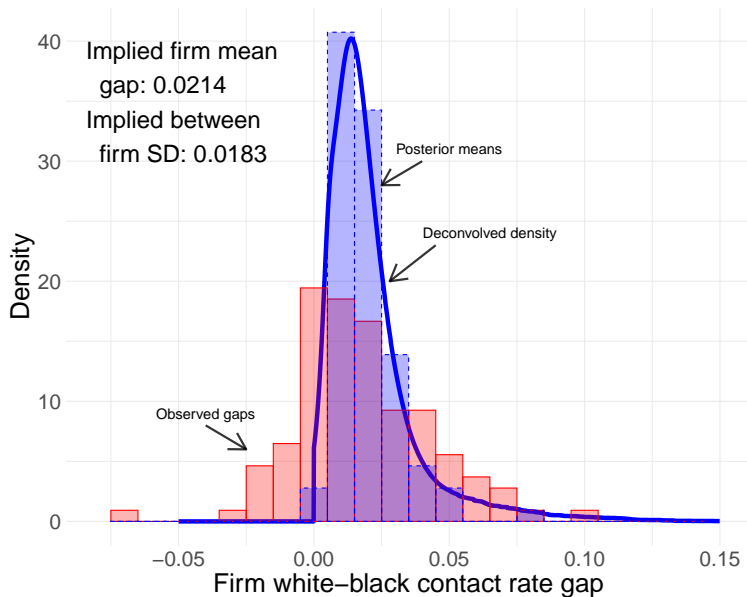 Implied firm mean
gap: 0.0214
Implied between
firm SD: 0.0183
Posterior means
Deconvolved density
Observed gaps
Density
40
30
20
10
0
−0.05
0.00
0.05
0.10
0.15
Firm white−black contact rate gap